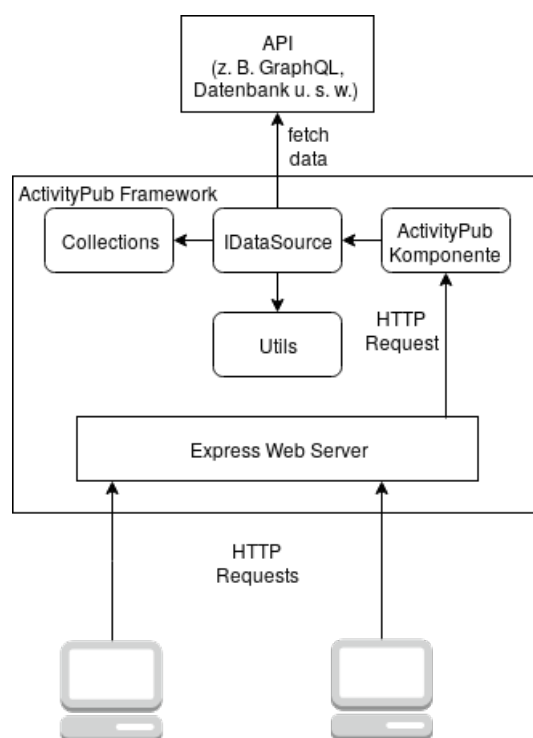 API
(z. B. GraphQL,
Datenbank u. s. w.)
fetch
data
ActivityPub Framework
Collections
IDataSource
ActivityPub
Komponente
HTTP
Request
Utils
Express Web Server
HTTP
Requests